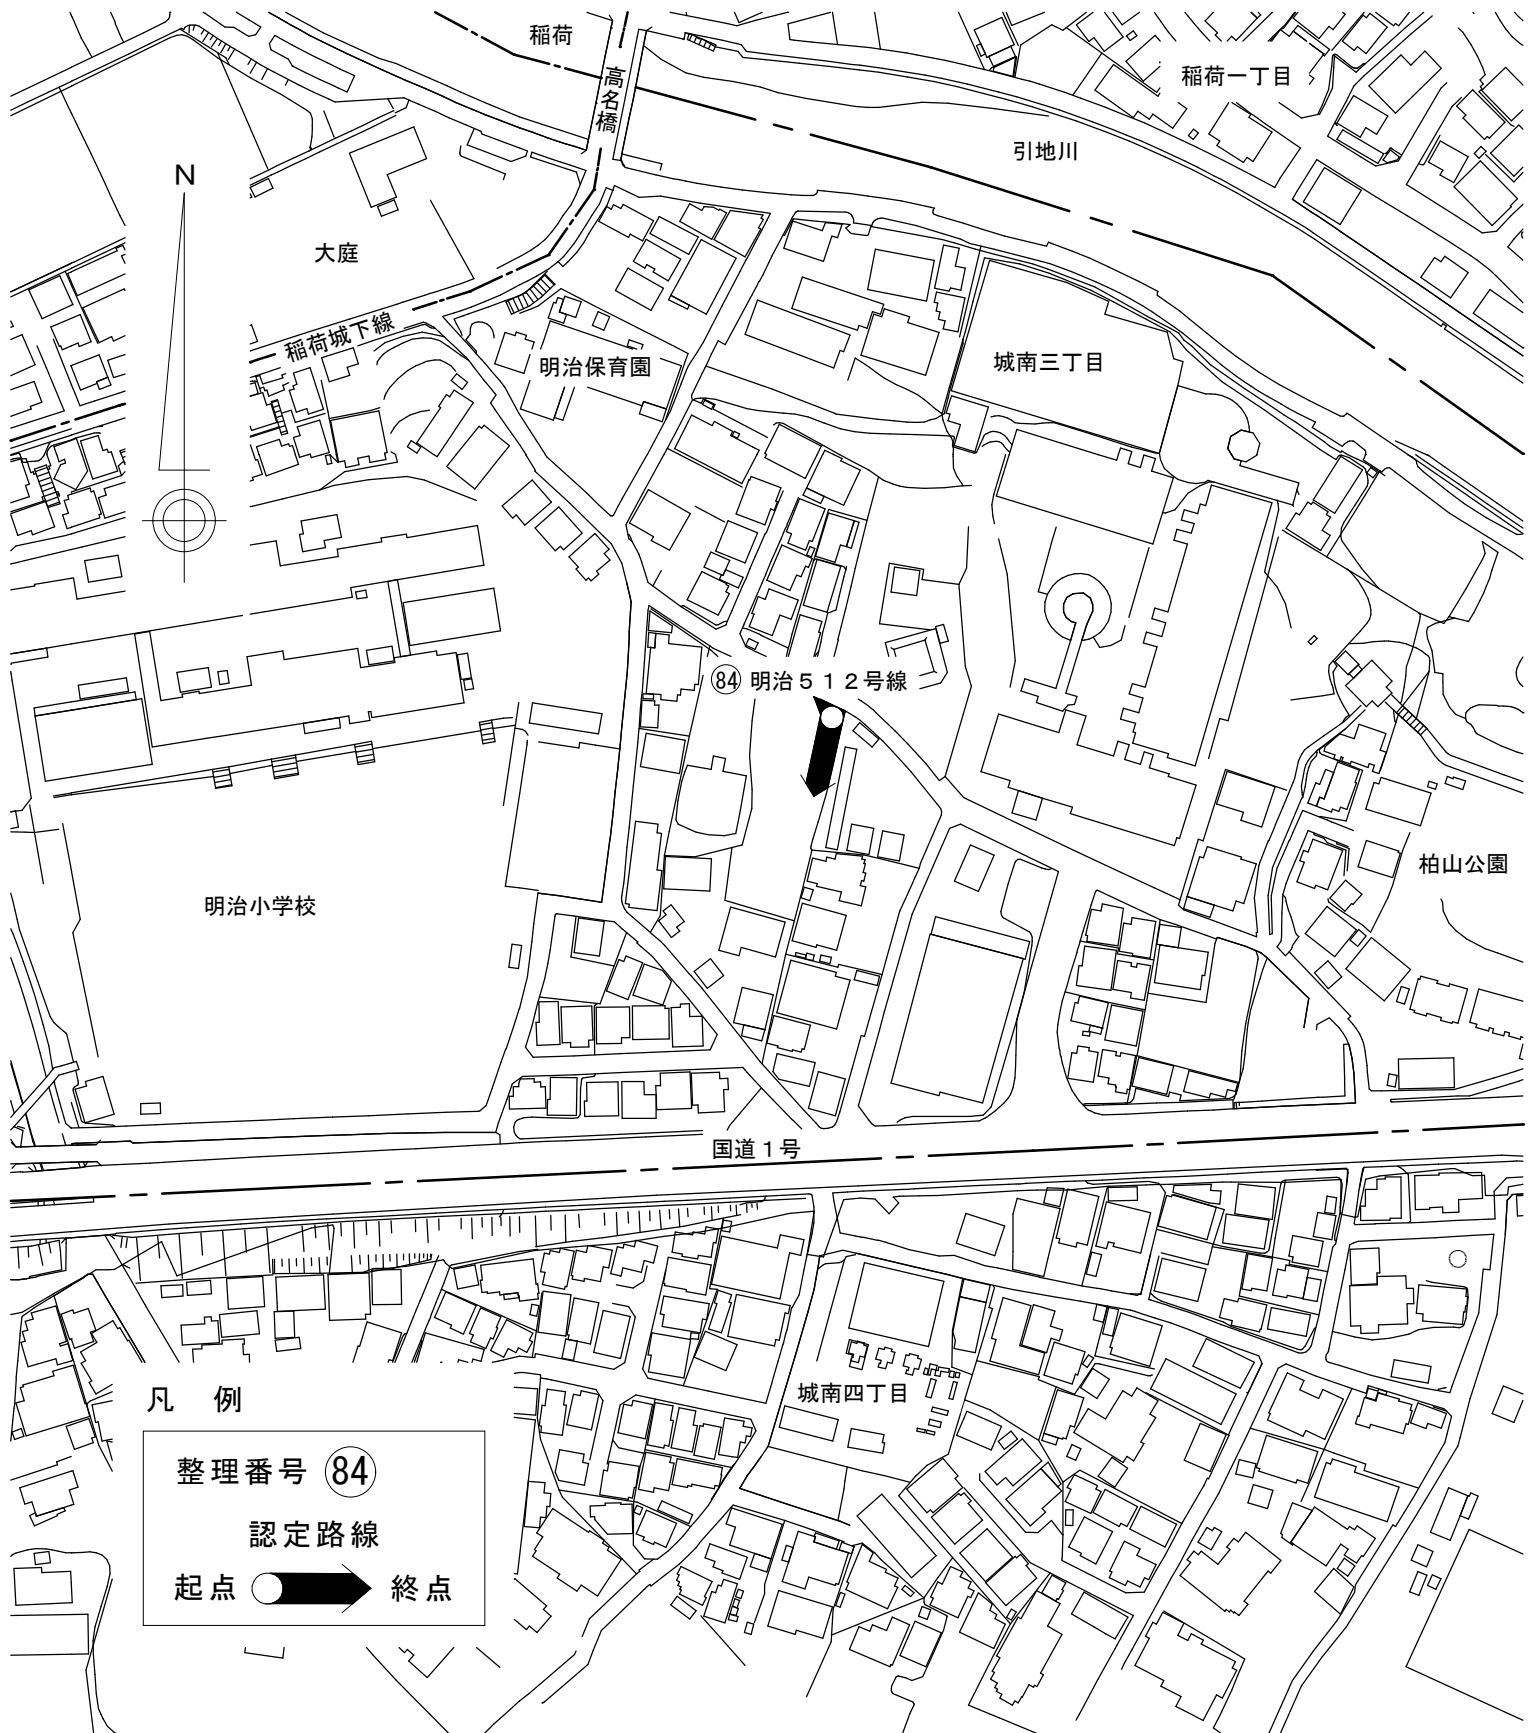 稲荷
高名橋
稲荷一丁目
引地川
N
大庭
稲荷城下線
明治保育園
城南三丁目
84 明治５１２号線
柏山公園
明治小学校
国道１号
城南四丁目
凡　例
整理番号 84
認定路線
起点 終点